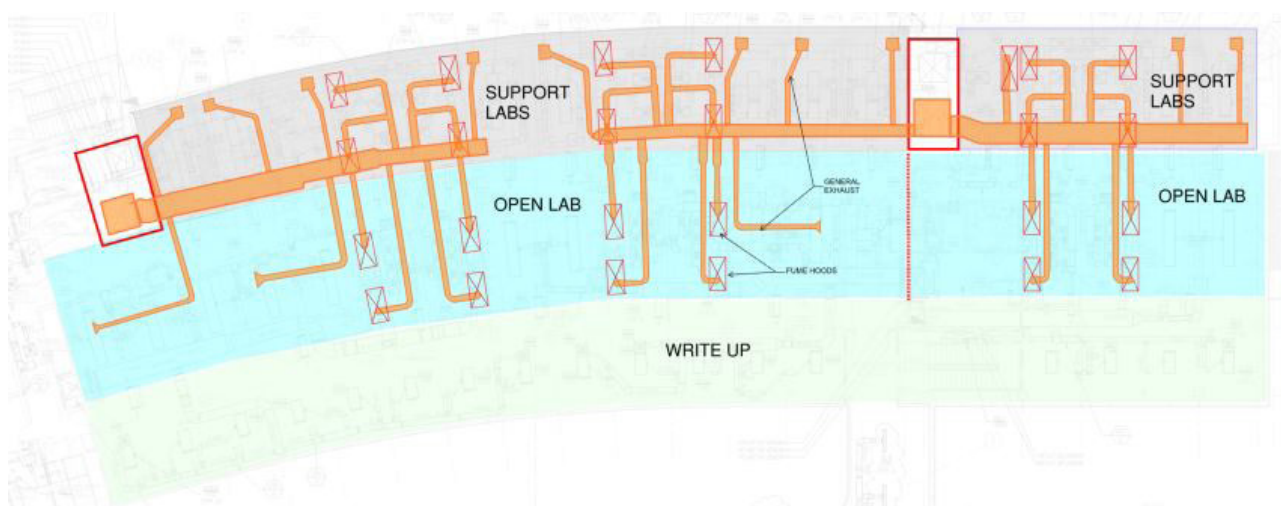 SUPPORT
LABS
SUPPORT
LABS
OPEN LAB
OPEN LAB
GENERAL
EXHAUST
FUME HOODS
WRITE UP